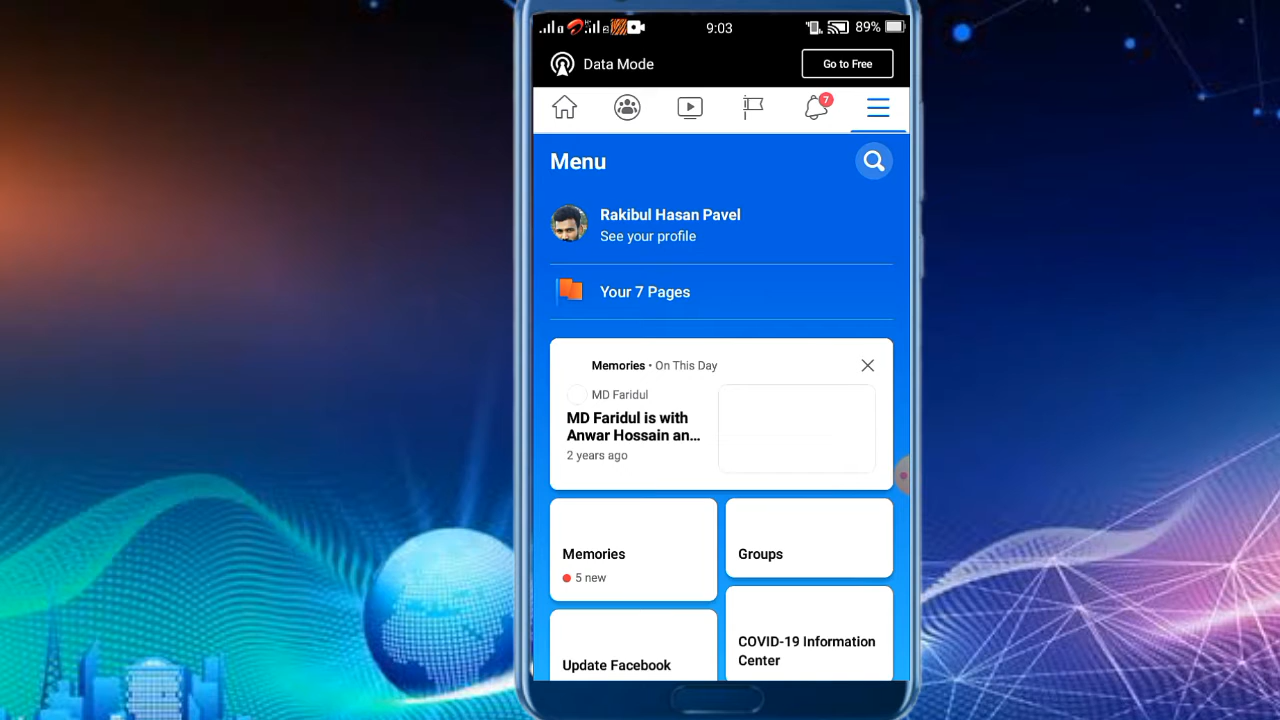 9:03
89%
Data Mode
Go to Free
7
Menu
Rakibul Hasan Pavel
See your profile
Your 7 Pages
Memories • On This Day
MD Faridul
MD Faridul is with
Anwar Hossain an...
2 years ago
Memories
5 new
Groups
Update Facebook
COVID-19 Information
Center